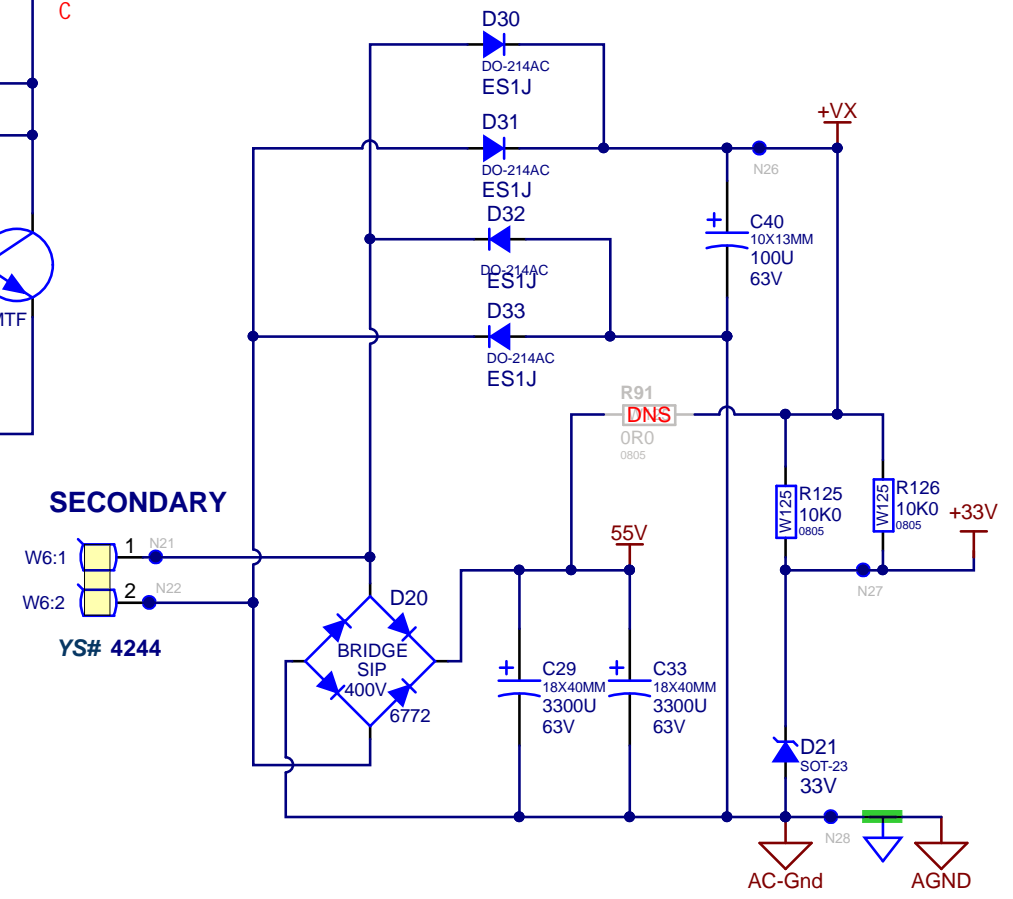 C
D30
DO-214AC
ES1J
D31
DO-214AC
ES1J
+VX
N26
D32
DO-214AC
ES1J
+
C40
10X13MM
100U
63V
MTF
D33
DO-214AC
ES1J
R91
DNS
0R0
0805
SECONDARY
W6:1
1
N21
W6:2
2
N22
YS# 4244
W125
R125
10K0
0805
W125
R126
10K0
0805
+33V
N27
55V
D20
BRIDGE
SIP
400V
6772
+
C29
18X40MM
3300U
63V
+
C33
18X40MM
3300U
63V
D21
SOT-23
33V
N28
AC-Gnd
AGND